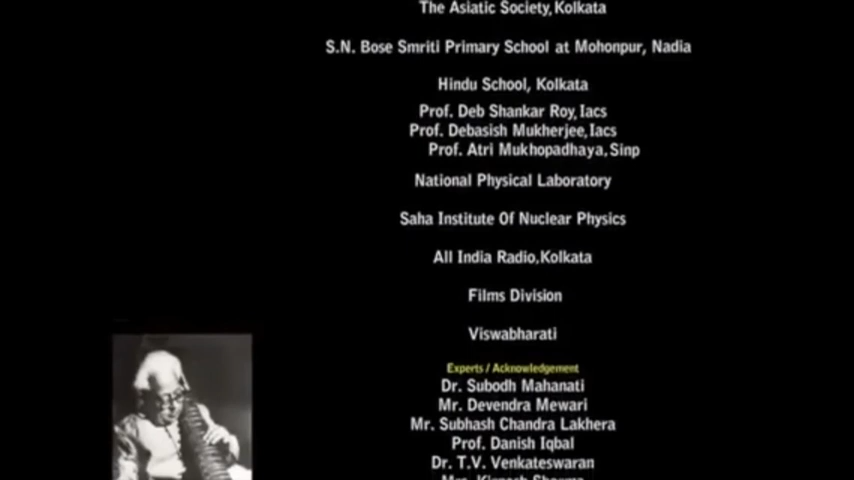 The Asiatic Society, Kolkata
S.N. Bose Smriti Primary School at Mohonpur, Nadia
Hindu School, Kolkata
Prof. Deb Shankar Roy, Iacs
Prof. Debasish Mukherjee, Iacs
Prof. Atri Mukhopadhaya, Sinp
National Physical Laboratory
Saha Institute Of Nuclear Physics
All India Radio, Kolkata
Films Division
Viswabharati
Experts / Acknowledgement
Dr. Subodh Mahanati
Mr. Devendra Mewari
Mr. Subhash Chandra Lakhera
Prof. Danish Iqbal
Dr. T.V. Venkateswaran